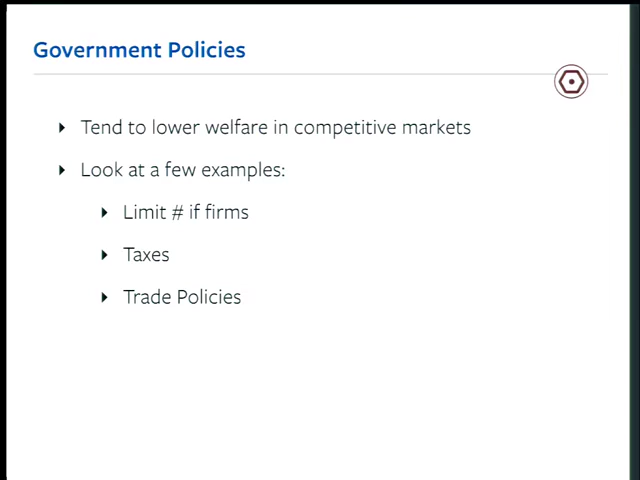 Government Policies
Tend to lower welfare in competitive markets
Look at a few examples:
Limit # if firms
Taxes
Trade Policies